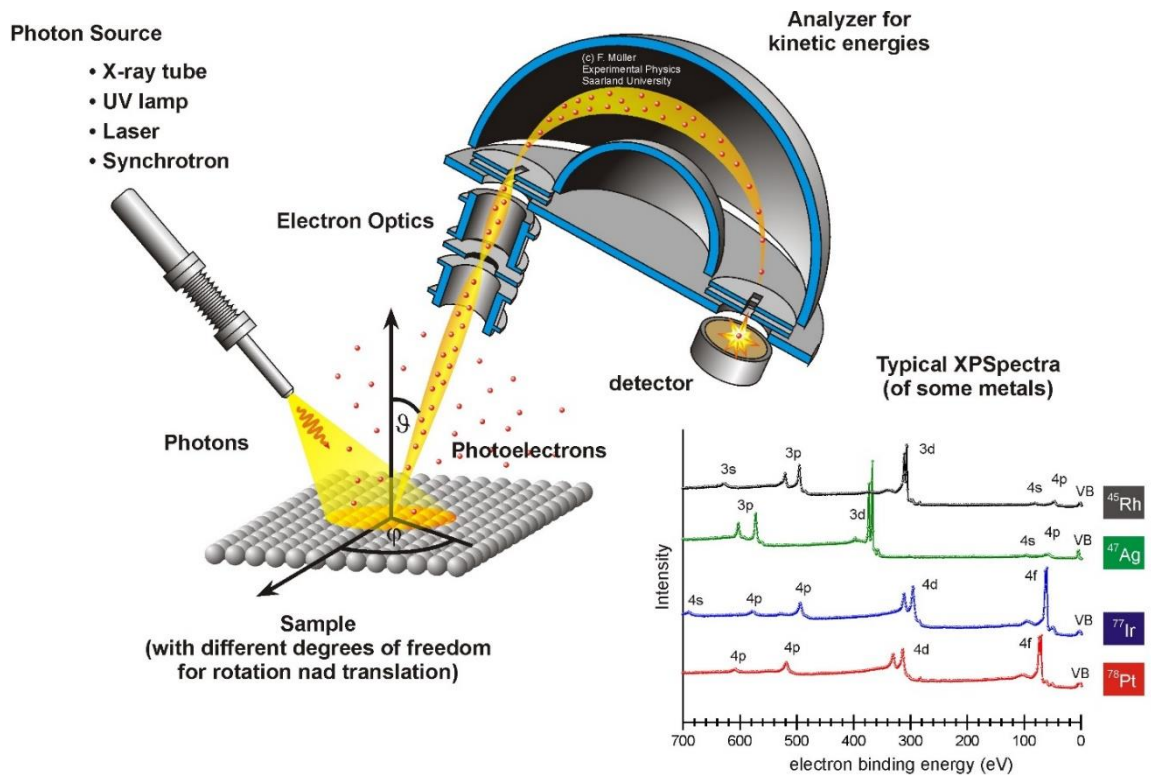 Photon Source
• X-ray tube
• UV lamp
• Laser
• Synchrotron
Analyzer for
kinetic energies
(c) F. Müller
Experimental Physics
Saarland University
Electron Optics
detector
Photons
ϑ
Photoelectrons
φ
Sample
(with different degrees of freedom
for rotation nad translation)
Typical XPSpectra
(of some metals)
3s 3p 3d 4s 4p VB
45Rh
3p 3d 4s 4p VB
47Ag
4s 4p 4p 4d 4f VB
77Ir
4p 4p 4d 4f VB
78Pt
Intensity
700 600 500 400 300 200 100 0
electron binding energy (eV)